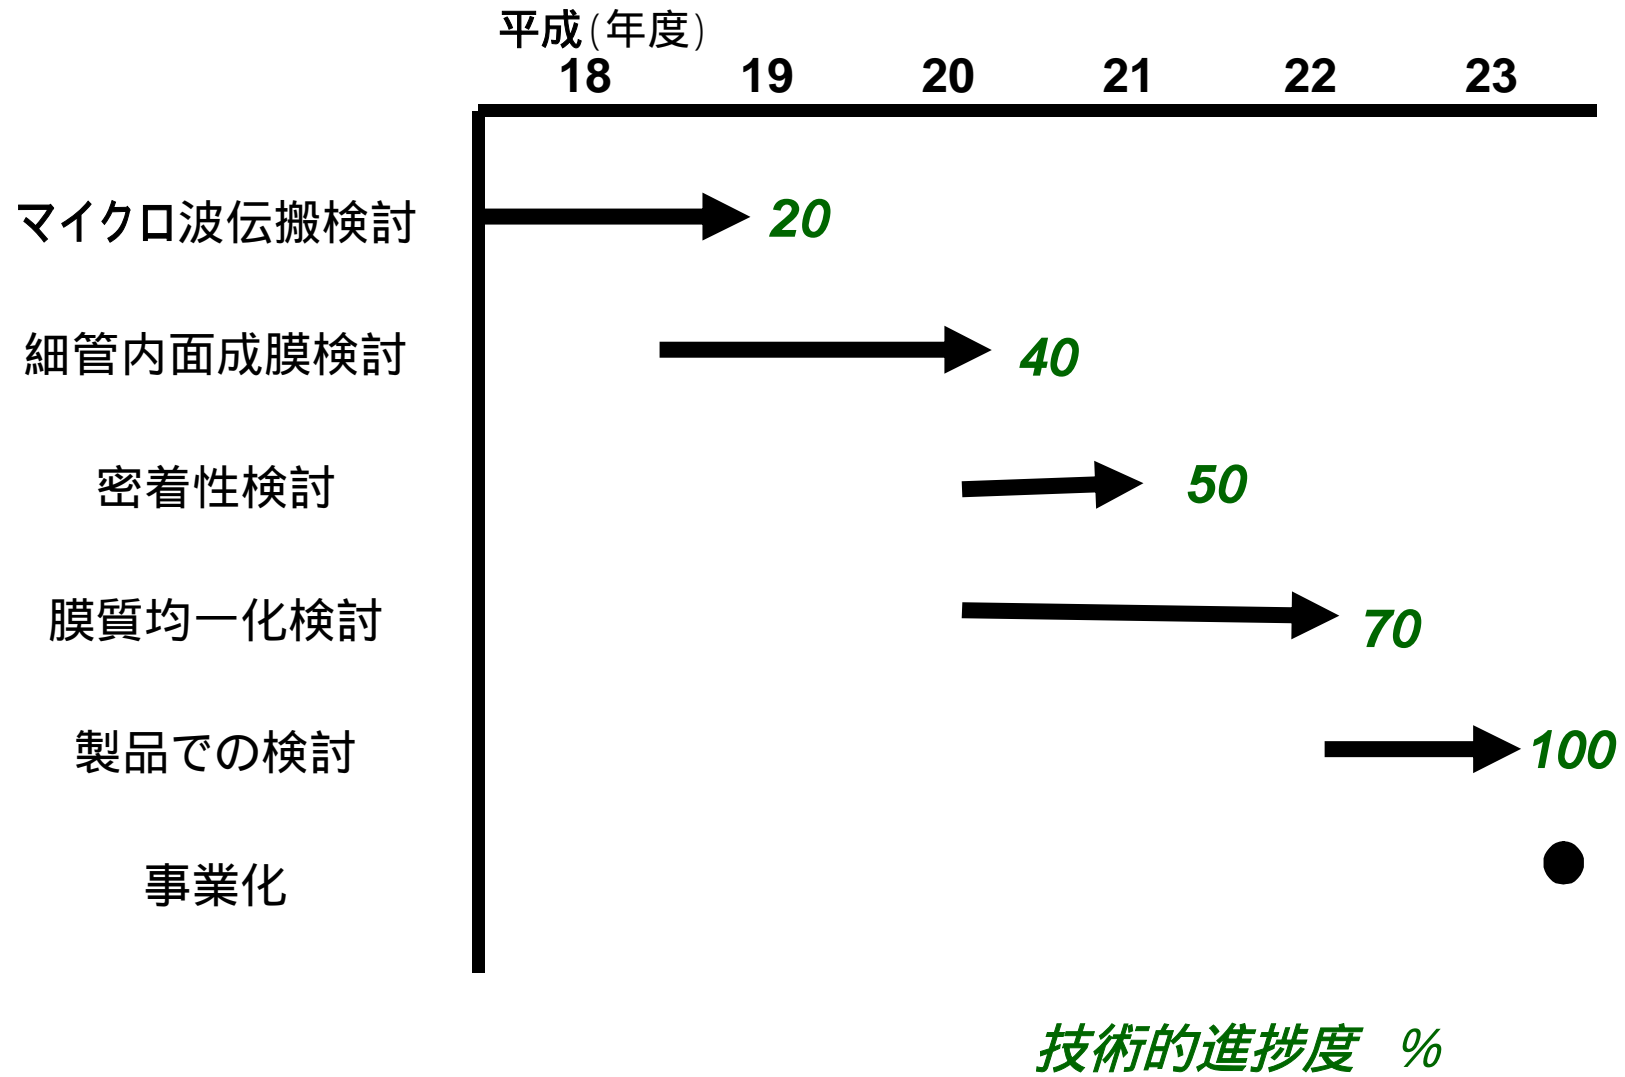 平成(年度)
18 19 20 21 22 23
マイクロ波伝搬検討 20
細管内面成膜検討 40
密着性検討 50
膜質均一化検討 70
製品での検討 100
事業化
技術的進捗度 %